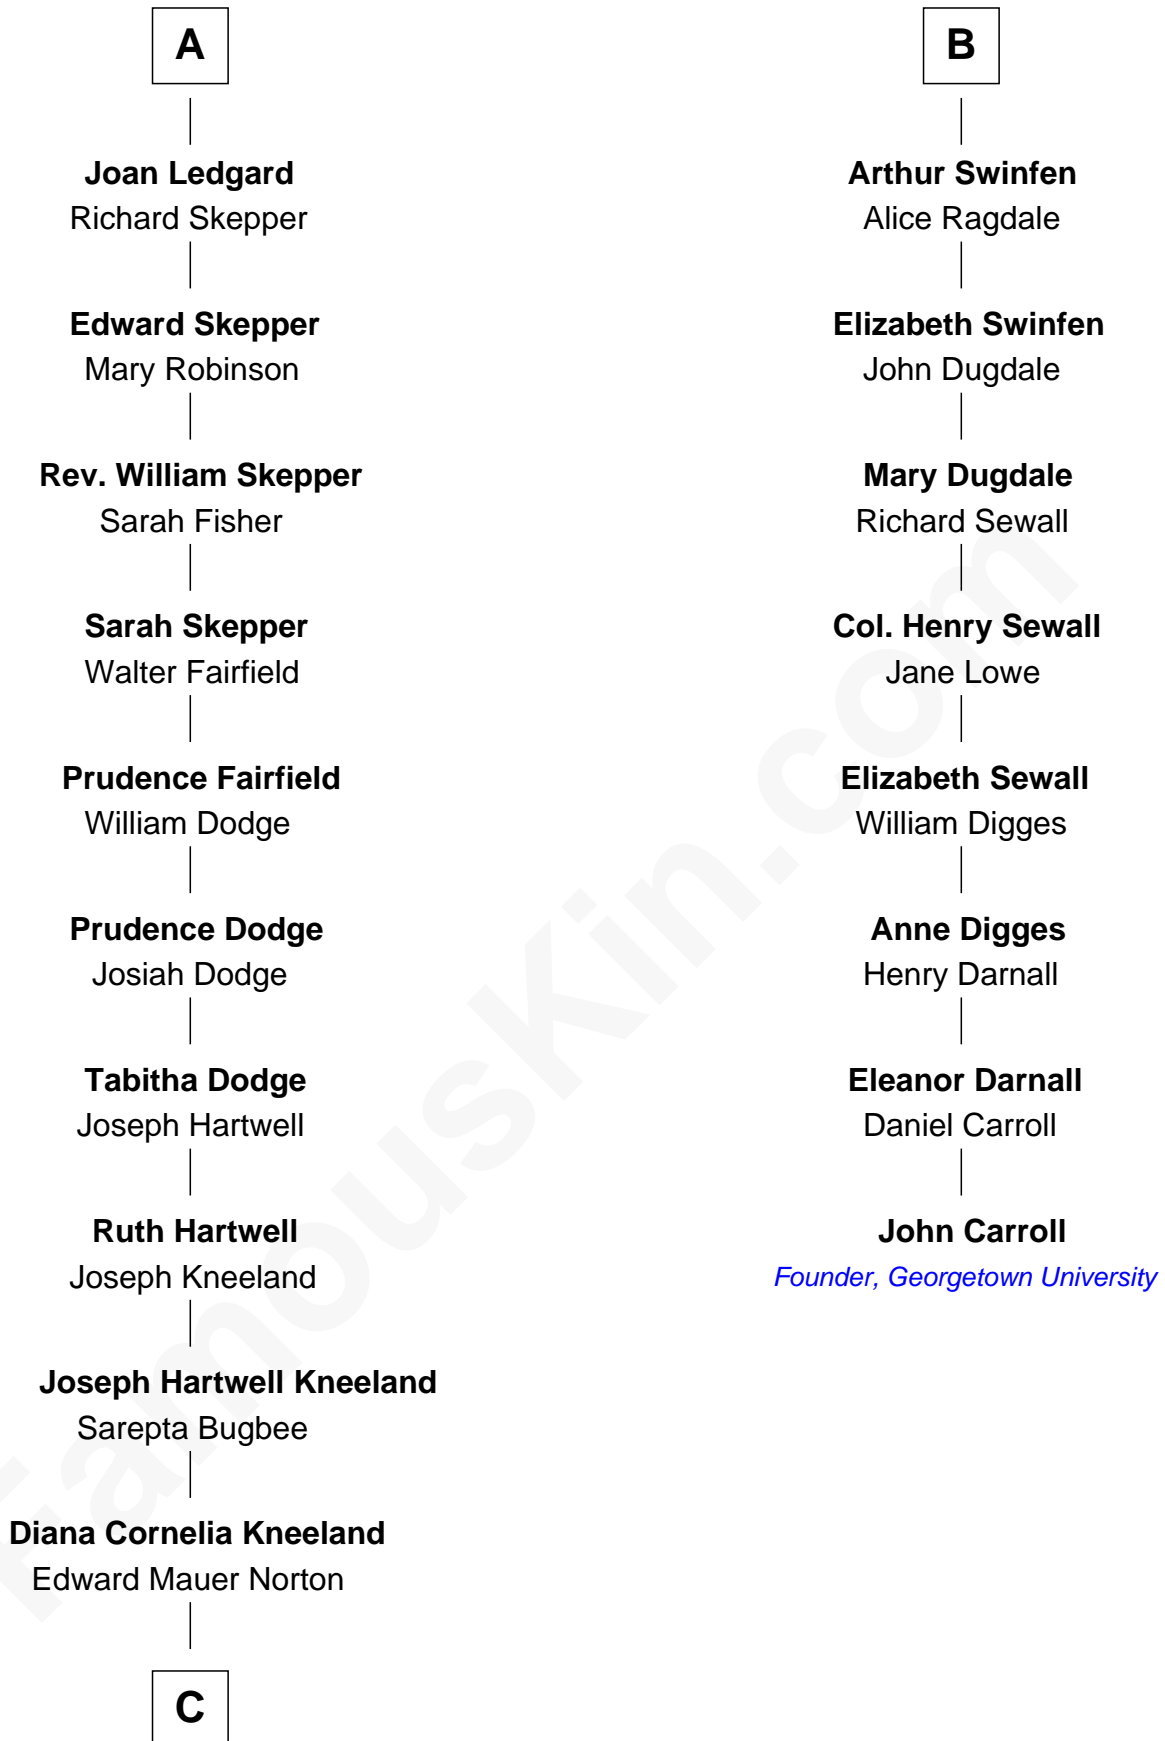 A
Joan Ledgard
Richard Skepper
Edward Skepper
Mary Robinson
Rev. William Skepper
Sarah Fisher
Sarah Skepper
Walter Fairfield
Prudence Fairfield
William Dodge
Prudence Dodge
Josiah Dodge
Tabitha Dodge
Joseph Hartwell
Ruth Hartwell
Joseph Kneeland
Joseph Hartwell Kneeland
Sarepta Bugbee
Diana Cornelia Kneeland
Edward Mauer Norton
C
B
Arthur Swinfen
Alice Ragdale
Elizabeth Swinfen
John Dugdale
Mary Dugdale
Richard Sewall
Col. Henry Sewall
Jane Lowe
Elizabeth Sewall
William Digges
Anne Digges
Henry Darnall
Eleanor Darnall
Daniel Carroll
John Carroll
Founder, Georgetown University
FamousKin.com